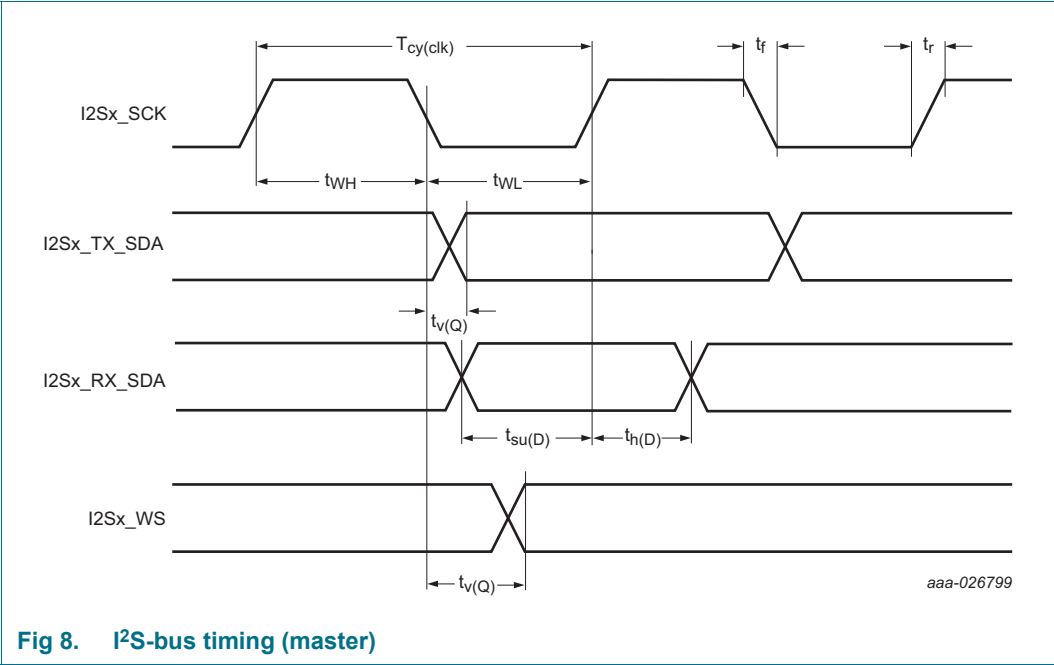 Tcy(clk)
tf
tr
I2Sx_SCK
tWH
tWL
I2Sx_TX_SDA
tv(Q)
I2Sx_RX_SDA
tsu(D)
th(D)
I2Sx_WS
tv(Q)
aaa-026799
Fig 8. I²S-bus timing (master)